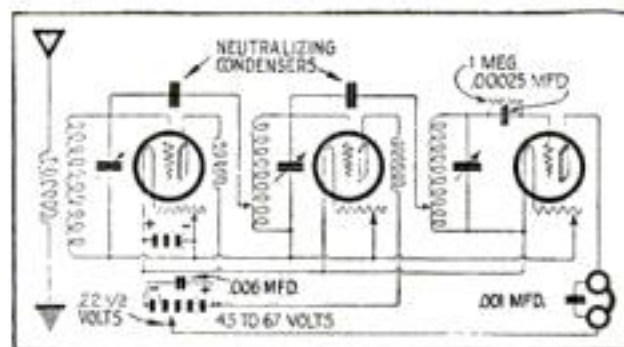 NEUTRALIZING
CONDENSERS
1 MEG.
.00025 MFD
+ -
- +
.006 MFD.
22 1/2
VOLTS
45 TO 67 VOLTS
.001 MFD.